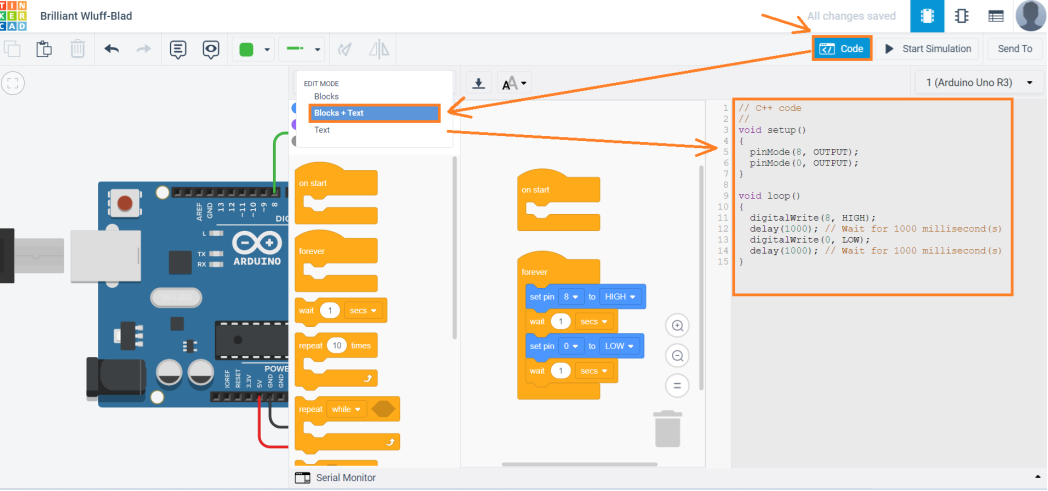 TIN
KER
CAD
Brilliant Wluff-Blad
All changes saved
Code
Start Simulation
Send To
EDIT MODE
Blocks
Blocks + Text
Text
A
1 (Arduino Uno R3)
on start
forever
wait 1 secs
repeat 10 times
repeat while
on start
forever
set pin 8 to HIGH
wait 1 secs
set pin 0 to LOW
wait 1 secs
1 // C++ code
2 //
3 void setup()
4 {
5 pinMode(8, OUTPUT);
6 pinMode(0, OUTPUT);
7 }
8
9 void loop()
10 {
11 digitalWrite(8, HIGH);
12 delay(1000); // Wait for 1000 millisecond(s)
13 digitalWrite(0, LOW);
14 delay(1000); // Wait for 1000 millisecond(s)
15 }
AREF
GND
13
12
~11
~10
~9
8
DIG
L
TX
RX
ARDUINO
IOREF
RESET
3.3V
5V
GND
GND
POWE
Serial Monitor